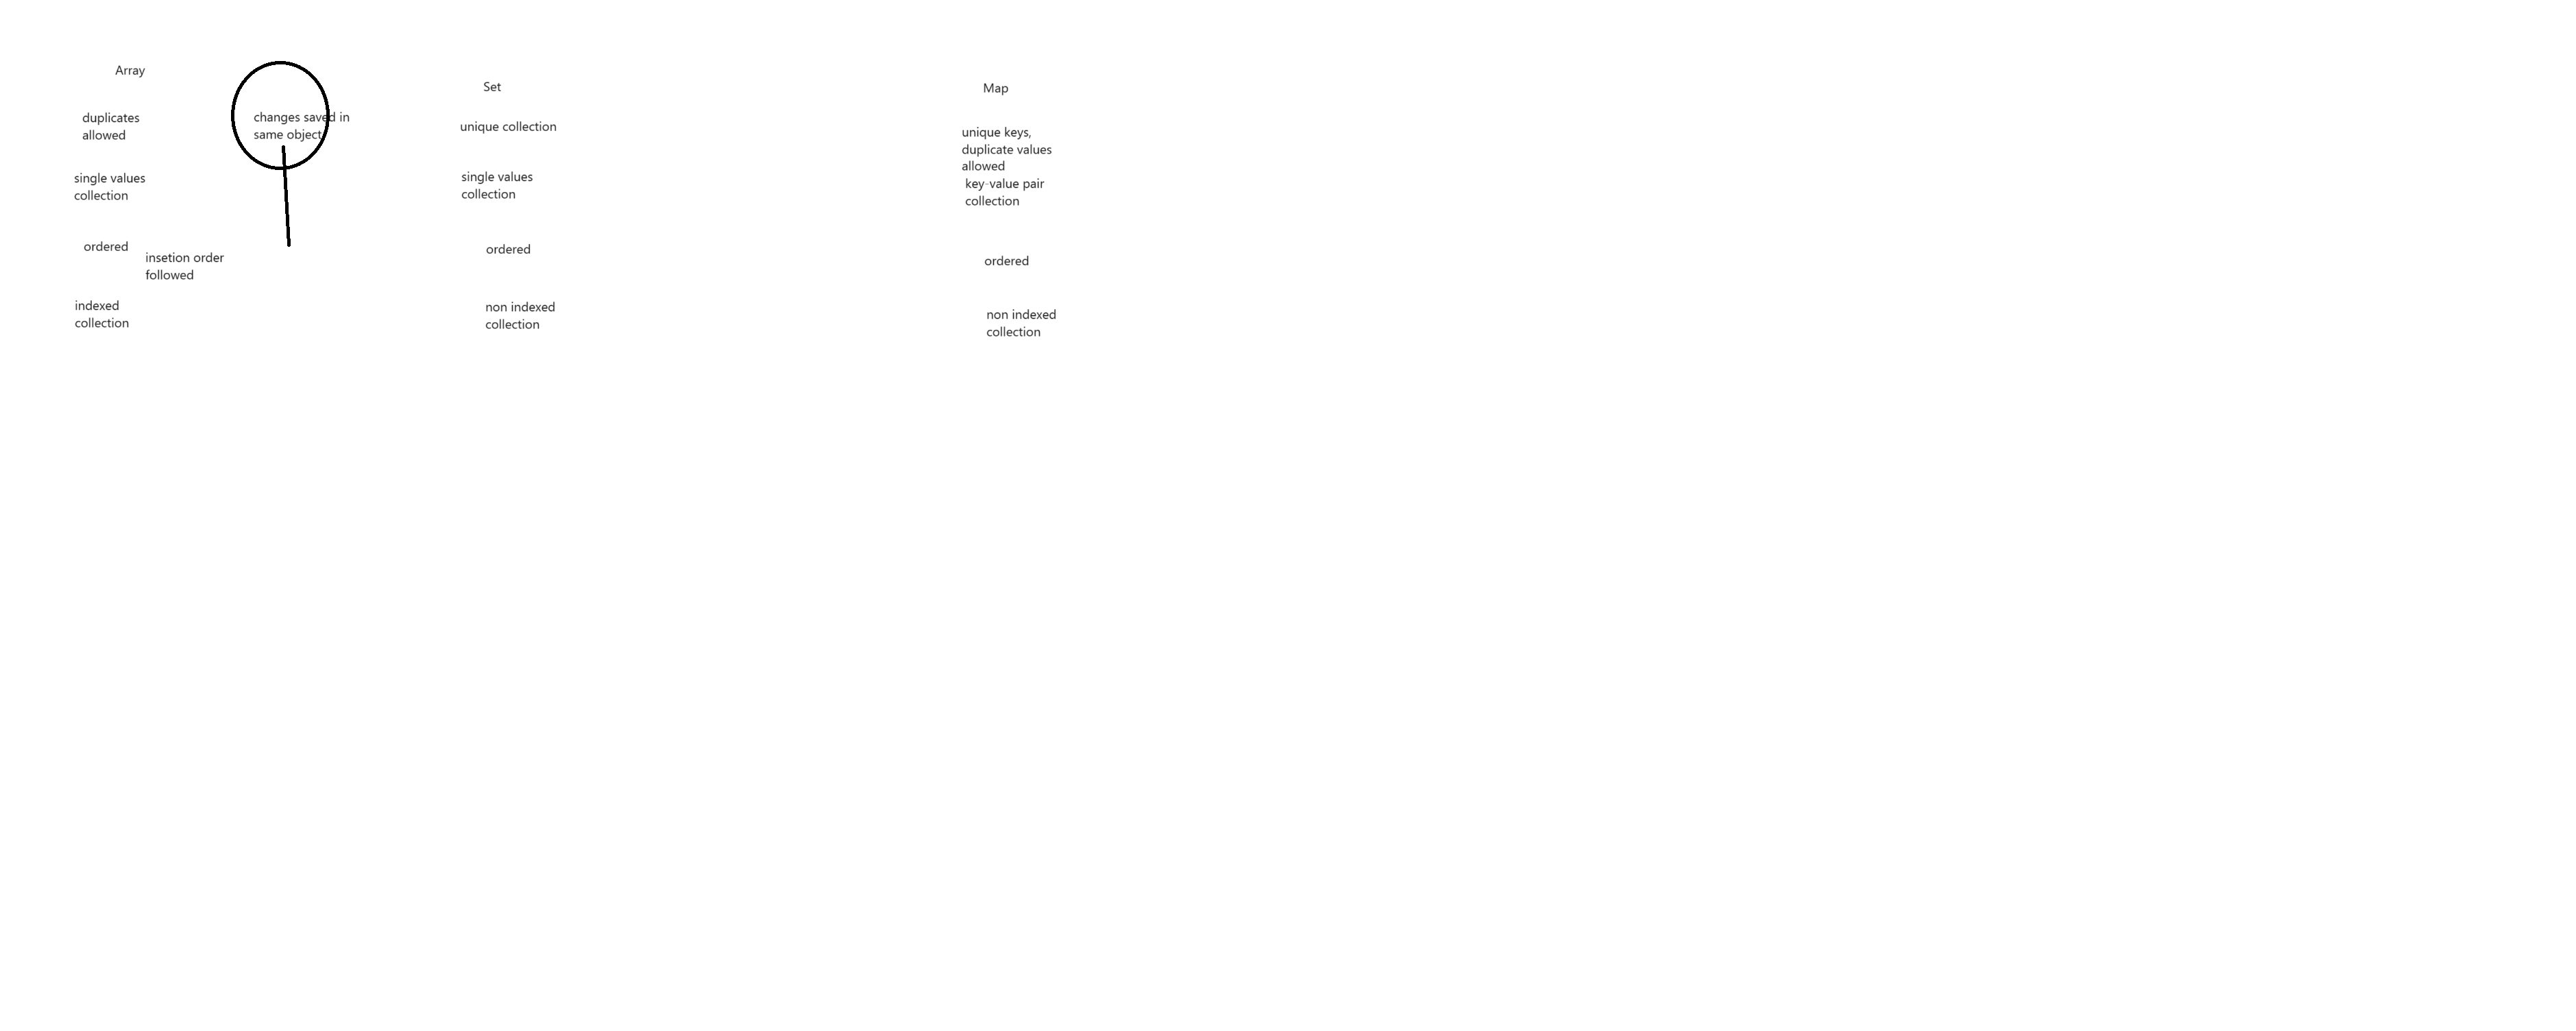 Array
duplicates
allowed
single values
collection
ordered
insetion order
followed
indexed
collection
changes saved in
same object
Set
unique collection
single values
collection
ordered
non indexed
collection
Map
unique keys,
duplicate values
allowed
key-value pair
collection
ordered
non indexed
collection